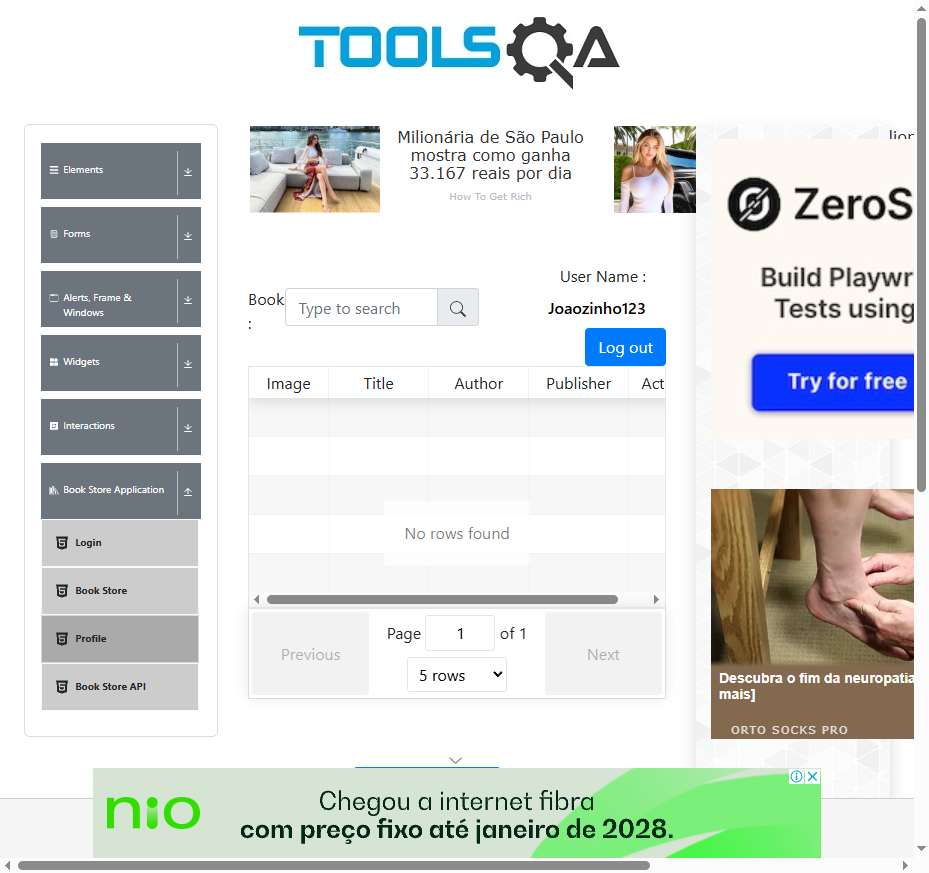 TOOLSQA
Elements
Forms
Alerts, Frame &
Windows
Widgets
Interactions
Book Store Application
Login
Book Store
Profile
Book Store API
Milionária de São Paulo
mostra como ganha
33.167 reais por dia
How To Get Rich
User Name :
Book
:
Type to search
Joaozinho123
Log out
Image
Title
Author
Publisher
Act
No rows found
Previous
Page 1 of 1
5 rows
Next
ZeroS
Build Playwr
Tests using
Try for free
Descubra o fim da neuropatia
mais]
ORTO SOCKS PRO
nio
Chegou a internet fibra
com preço fixo até janeiro de 2028.